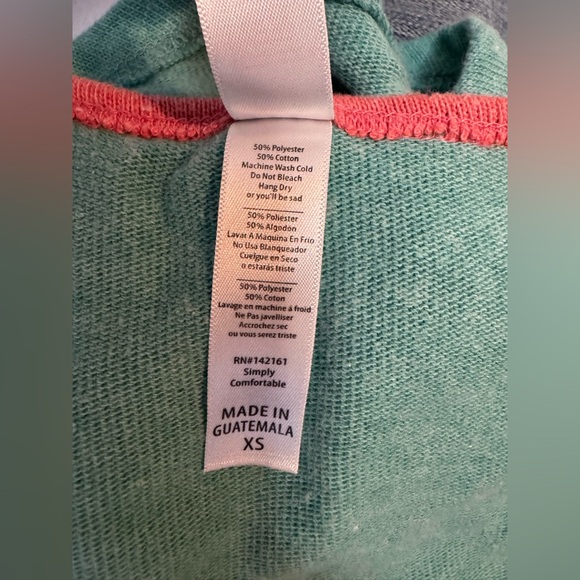 50% Polyester
50% Cotton
Machine Wash Cold
Do Not Bleach
Hang Dry
or you'll be sad
50% Poliester
50% Algodón
Lavar A Maquina En Frio
No Usa Blanqueador
Cuelgue en Seco
o estarás triste
50% Polyester
50% Coton
Lavage en machine á froid
Ne Pas javelliser
Accrochez sec
ou vous serez triste
RN#142161
Simply
Comfortable
MADE IN
GUATEMALA
XS